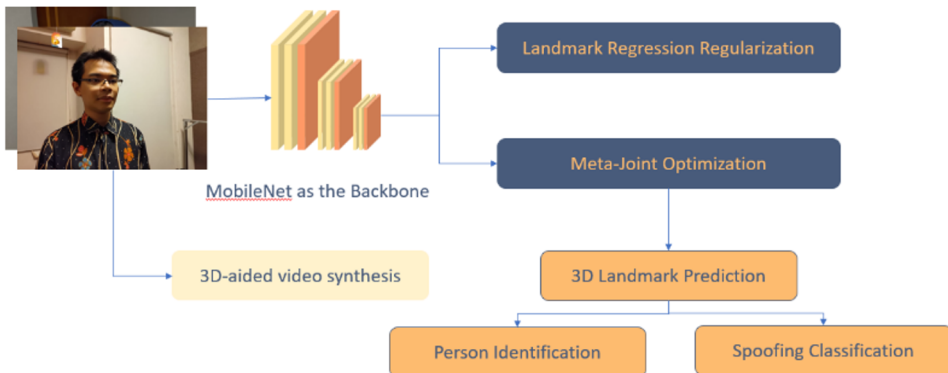 Landmark Regression Regularization
Meta-Joint Optimization
MobileNet as the Backbone
3D-aided video synthesis
3D Landmark Prediction
Person Identification
Spoofing Classification